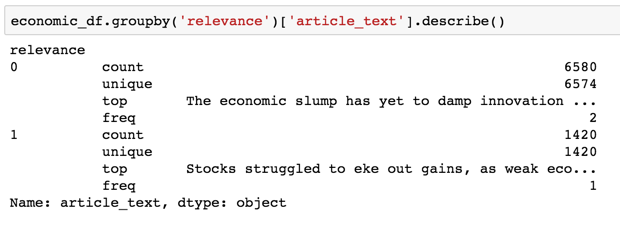 economic_df.groupby('relevance')['article_text'].describe()
relevance
0 count 6580
unique 6574
top The economic slump has yet to damp innovation ...
freq 2
1 count 1420
unique 1420
top Stocks struggled to eke out gains, as weak eco...
freq 1
Name: article_text, dtype: object